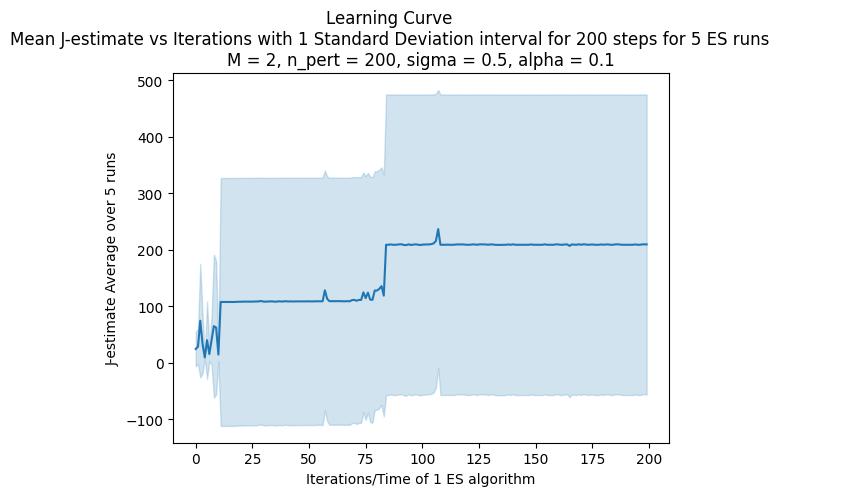 Learning Curve
Mean J-estimate vs Iterations with 1 Standard Deviation interval for 200 steps for 5 ES runs
M = 2, n_pert = 200, sigma = 0.5, alpha = 0.1
500
400
300
200
100
0
−100
J-estimate Average over 5 runs
0 25 50 75 100 125 150 175 200
Iterations/Time of 1 ES algorithm